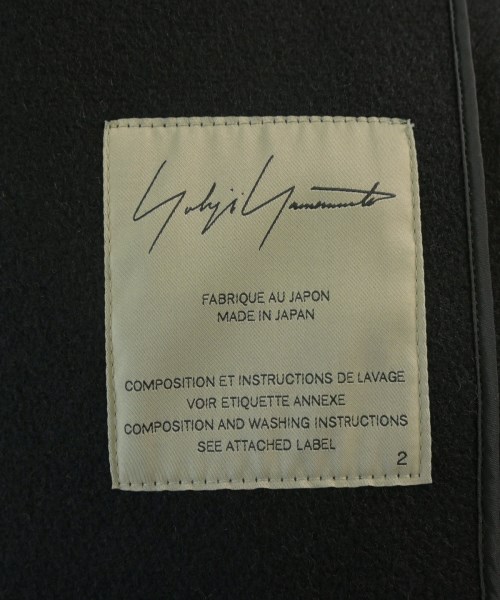 Yohji Yamamoto
FABRIQUE AU JAPON
MADE IN JAPAN
COMPOSITION ET INSTRUCTIONS DE LAVAGE
VOIR ETIQUETTE ANNEXE
COMPOSITION AND WASHING INSTRUCTIONS
SEE ATTACHED LABEL
2